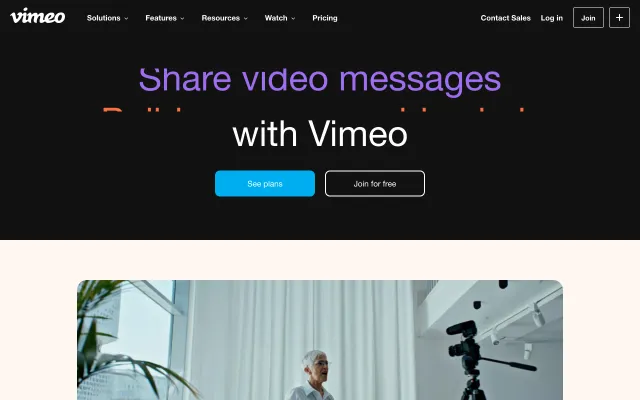 vimeo
Solutions
Features
Resources
Watch
Pricing
Contact Sales
Log in
Join
+
Share video messages
with Vimeo
See plans
Join for free